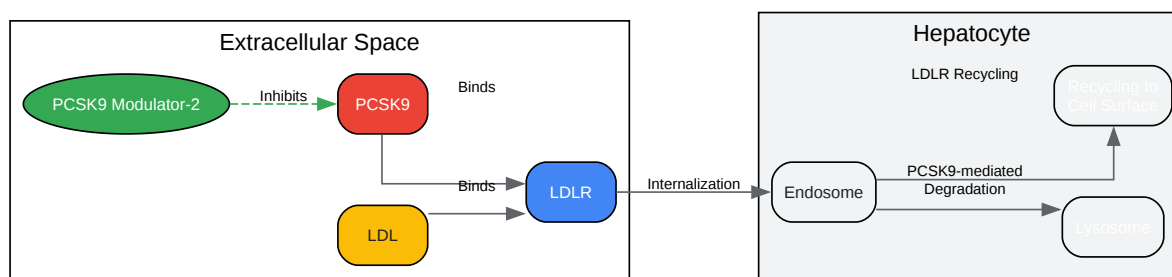 Extracellular Space
Hepatocyte
PCSK9 Modulator-2
Inhibits
PCSK9
Binds
Binds
LDL
LDLR
Internalization
Endosome
LDLR Recycling
Recycling to
Cell Surface
PCSK9-mediated
Degradation
Lysosome